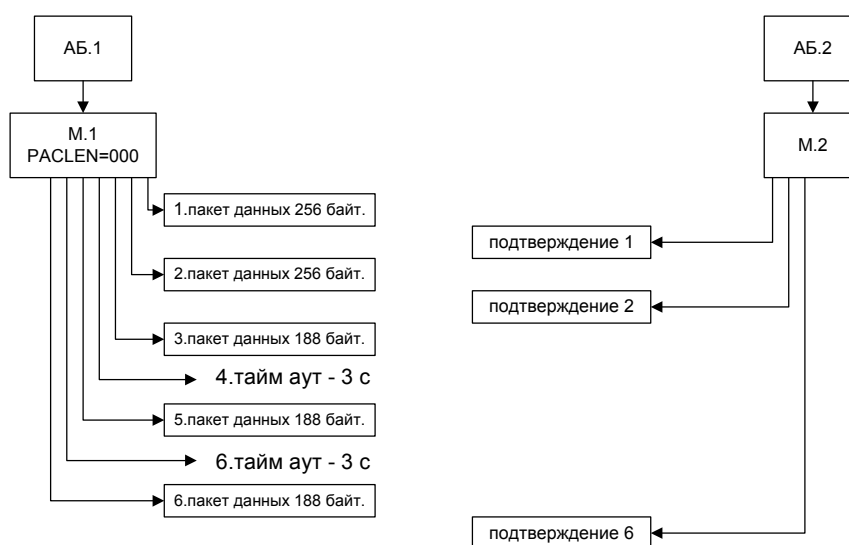 АБ.1
АБ.2
М.1
PACLEN=000
М.2
1.пакет данных 256 байт.
подтверждение 1
2.пакет данных 256 байт.
подтверждение 2
3.пакет данных 188 байт.
4.тайм аут - 3 с
5.пакет данных 188 байт.
6.тайм аут - 3 с
6.пакет данных 188 байт.
подтверждение 6